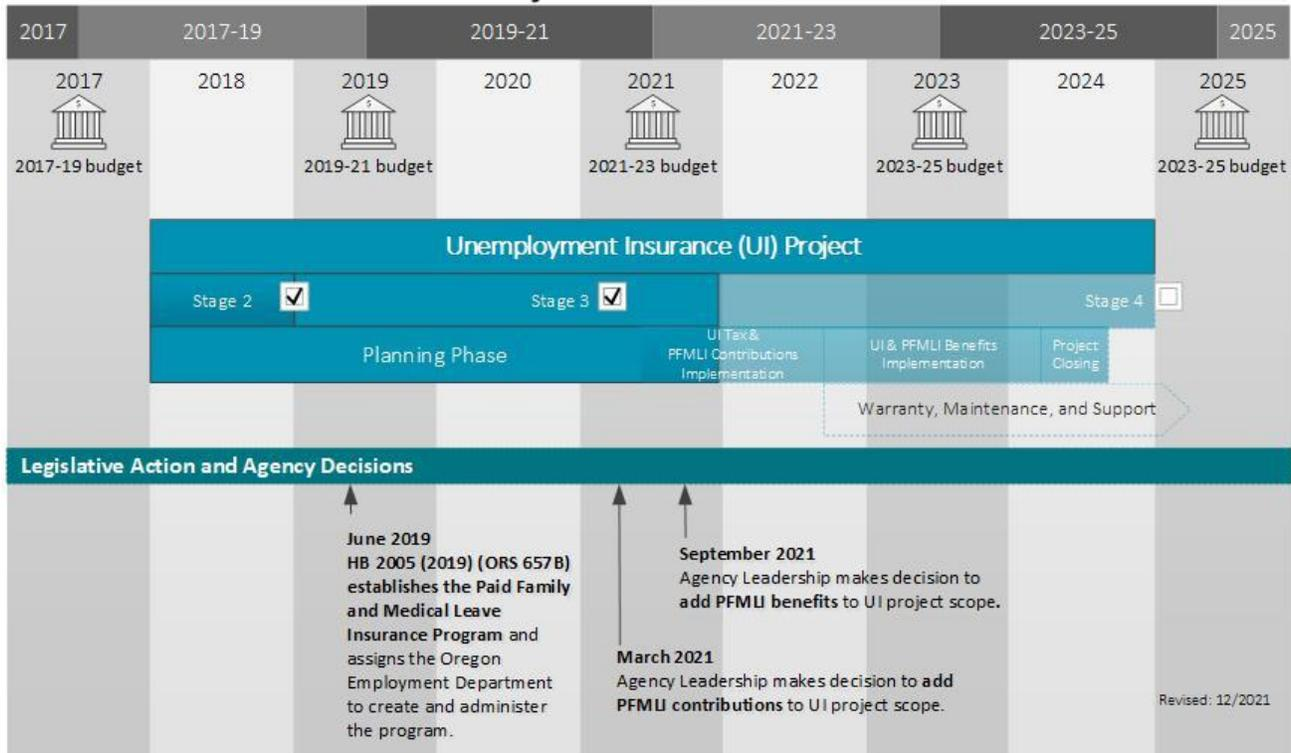 2017 2017-19 2019-21 2021-23 2023-25 2025
2017 2018 2019 2020 2021 2022 2023 2024 2025
$ $ $ $ $
2017-19 budget 2019-21 budget 2021-23 budget 2023-25 budget 2023-25 budget
Unemployment Insurance (UI) Project
Stage 2 Stage 3 Stage 4
Planning Phase
UI Tax &
PFMLI Contributions
Implementation
UI & PFMLI Benefits
Implementation
Project
Closing
Warranty, Maintenance, and Support
Legislative Action and Agency Decisions
June 2019
HB 2005 (2019) (ORS 657B)
establishes the Paid Family
and Medical Leave
Insurance Program and
assigns the Oregon
Employment Department
to create and administer
the program.
September 2021
Agency Leadership makes decision to
add PFMLI benefits to UI project scope.
March 2021
Agency Leadership makes decision to add
PFMLI contributions to UI project scope.
Revised: 12/2021